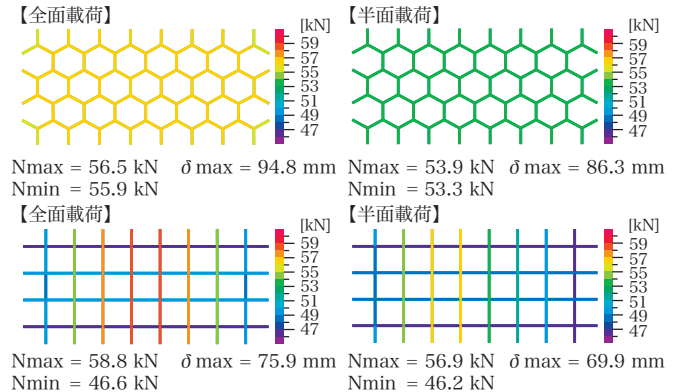 【全面載荷】
[kN]
59
57
55
53
51
49
47
Nmax = 56.5 kN δ max = 94.8 mm
Nmin = 55.9 kN
【半面載荷】
[kN]
59
57
55
53
51
49
47
Nmax = 53.9 kN δ max = 86.3 mm
Nmin = 53.3 kN
【全面載荷】
[kN]
59
57
55
53
51
49
47
Nmax = 58.8 kN δ max = 75.9 mm
Nmin = 46.6 kN
【半面載荷】
[kN]
59
57
55
53
51
49
47
Nmax = 56.9 kN δ max = 69.9 mm
Nmin = 46.2 kN